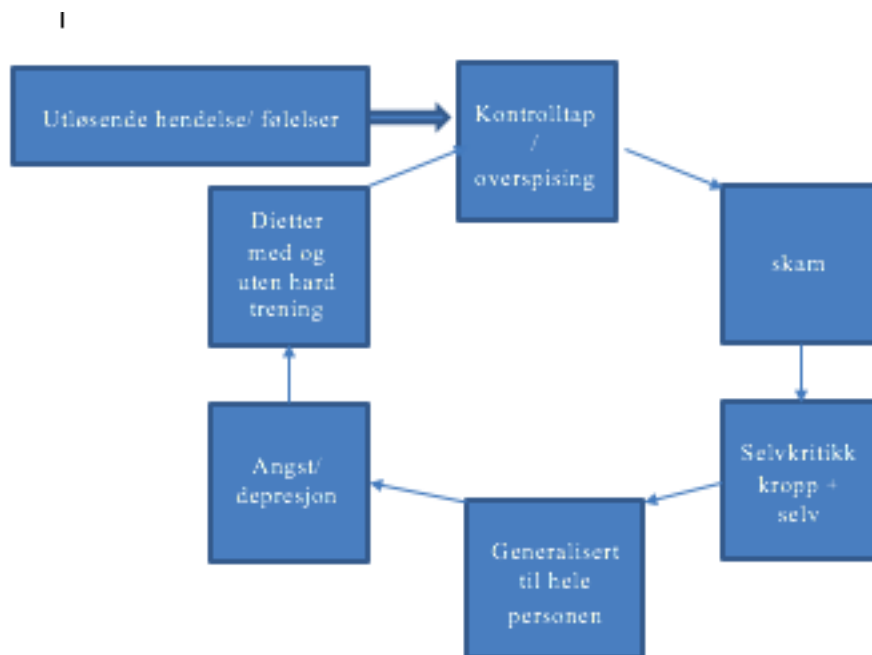 Utløsende hendelse/ følelser
Kontrolltap
/
overspising
skam
Selvkritikk
kropp +
selv
Generalisert
til hele
personen
Angst/
depresjon
Dietter
med og
uten hard
trening